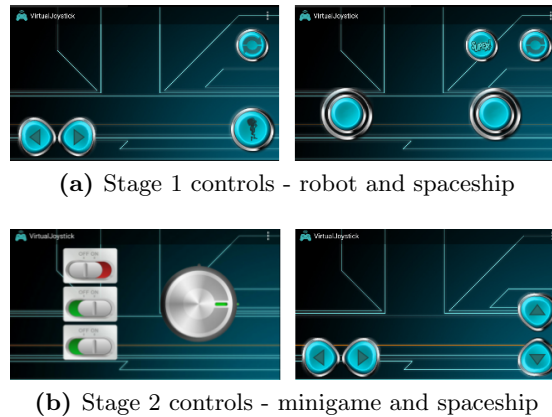 VirtualJoystick
VirtualJoystick
SUPER
(a) Stage 1 controls - robot and spaceship
VirtualJoystick
OFF ON
OFF ON
OFF ON
VirtualJoystick
(b) Stage 2 controls - minigame and spaceship